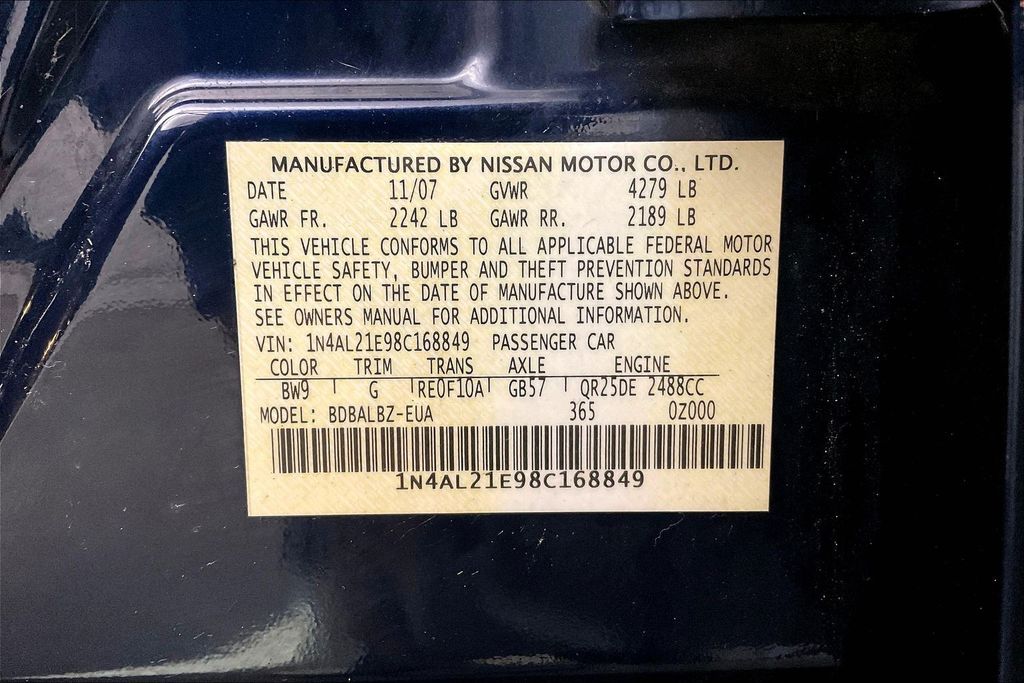 MANUFACTURED BY NISSAN MOTOR CO., LTD.
DATE 11/07 GVWR 4279 LB
GAWR FR. 2242 LB GAWR RR. 2189 LB
THIS VEHICLE CONFORMS TO ALL APPLICABLE FEDERAL MOTOR
VEHICLE SAFETY, BUMPER AND THEFT PREVENTION STANDARDS
IN EFFECT ON THE DATE OF MANUFACTURE SHOWN ABOVE.
SEE OWNERS MANUAL FOR ADDITIONAL INFORMATION.
VIN: 1N4AL21E98C168849 PASSENGER CAR
COLOR TRIM TRANS AXLE ENGINE
BW9 G RE0F10A GB57 QR25DE 2488CC
MODEL: BDBALBZ-EUA 365 0Z000
1N4AL21E98C168849